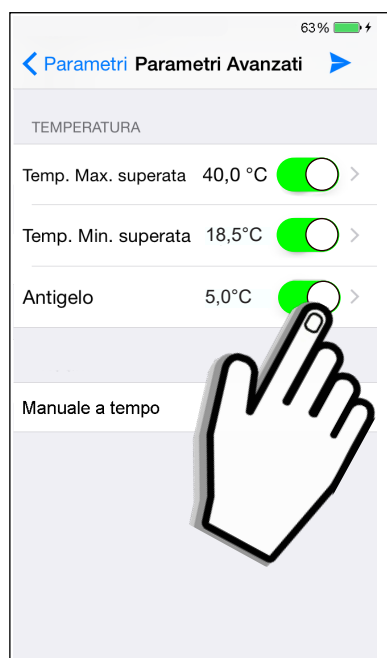 63%
Parametri Parametri Avanzati
TEMPERATURA
Temp. Max. superata 40,0 °C
Temp. Min. superata 18,5°C
Antigelo 5,0°C
Manuale a tempo